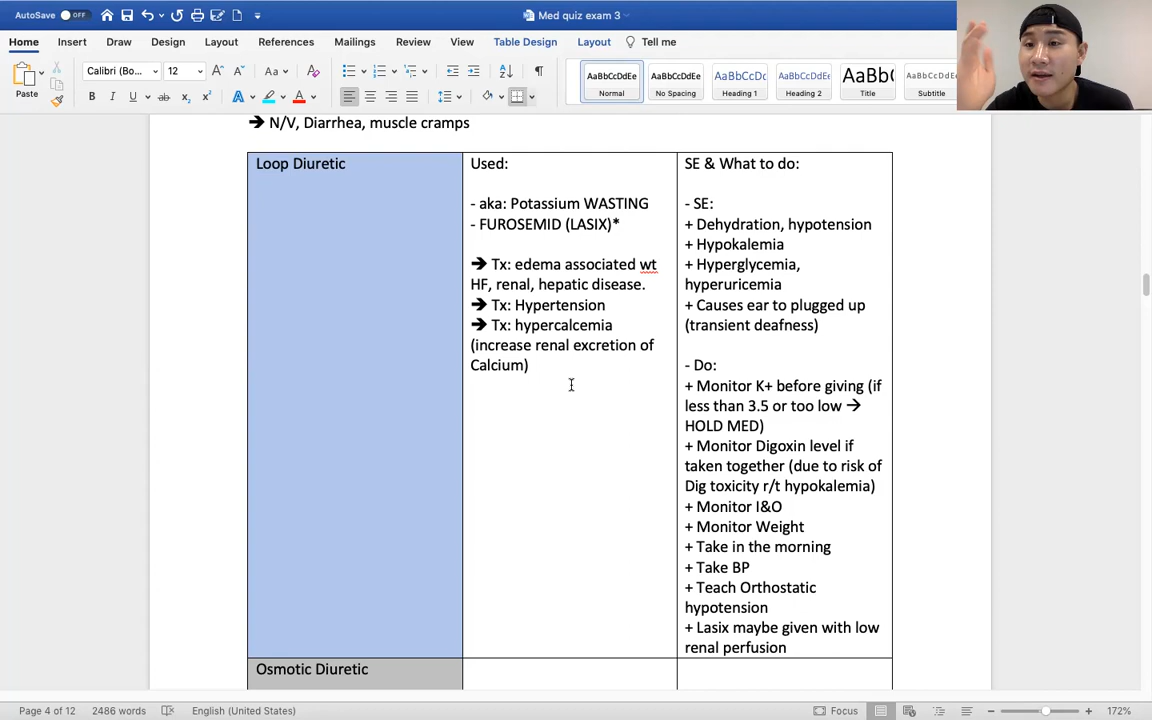 AutoSave OFF
Med quiz exam 3
Home Insert Draw Design Layout References Mailings Review View Table Design Layout Tell me
Paste
Calibri (Bo... 12
Aa
B I U ab x₂ x²
AaBbCcDdEe AaBbCcDdEe AaBbCcDc AaBbCcDdEe AaBbC AaBbCcDdEe
Normal No Spacing Heading 1 Heading 2 Title Subtitle
➔ N/V, Diarrhea, muscle cramps
Loop Diuretic
Used:
- aka: Potassium WASTING
- FUROSEMID (LASIX)*
➔ Tx: edema associated wt
HF, renal, hepatic disease.
➔ Tx: Hypertension
➔ Tx: hypercalcemia
(increase renal excretion of
Calcium)
SE & What to do:
- SE:
+ Dehydration, hypotension
+ Hypokalemia
+ Hyperglycemia,
hyperuricemia
+ Causes ear to plugged up
(transient deafness)
- Do:
+ Monitor K+ before giving (if
less than 3.5 or too low →
HOLD MED)
+ Monitor Digoxin level if
taken together (due to risk of
Dig toxicity r/t hypokalemia)
+ Monitor I&O
+ Monitor Weight
+ Take in the morning
+ Take BP
+ Teach Orthostatic
hypotension
+ Lasix maybe given with low
renal perfusion
Osmotic Diuretic
Page 4 of 12 2486 words English (United States) Focus 172%